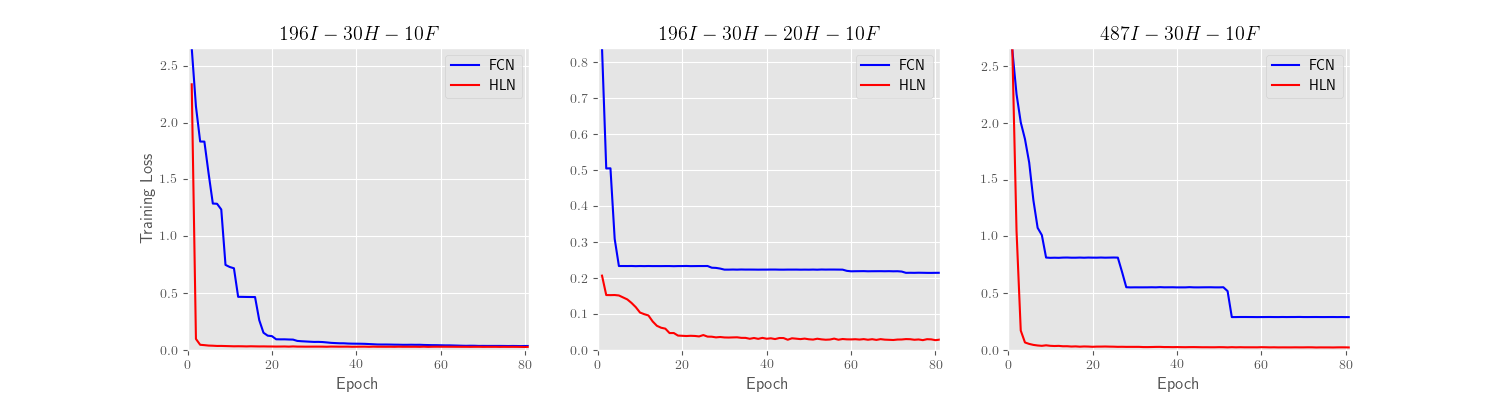 196I − 30H − 10F
2.5
2.0
1.5
1.0
0.5
0.0
Training Loss
0 20 40 60 80
Epoch
FCN
HLN
196I − 30H − 20H − 10F
0.8
0.7
0.6
0.5
0.4
0.3
0.2
0.1
0.0
0 20 40 60 80
Epoch
FCN
HLN
487I − 30H − 10F
2.5
2.0
1.5
1.0
0.5
0.0
0 20 40 60 80
Epoch
FCN
HLN